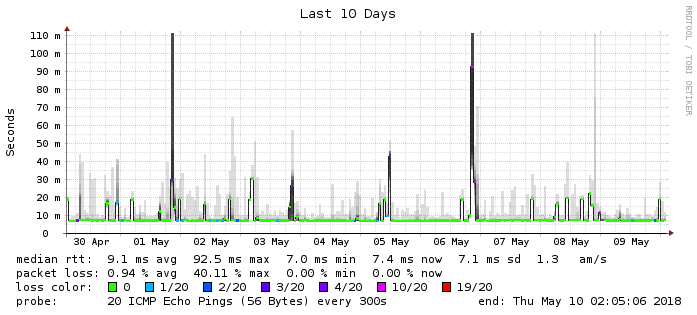 Last 10 Days
RRDTOOL / TOBI OETIKER
Seconds
110 m
100 m
90 m
80 m
70 m
60 m
50 m
40 m
30 m
20 m
10 m
0
30 Apr 01 May 02 May 03 May 04 May 05 May 06 May 07 May 08 May 09 May
median rtt: 9.1 ms avg 92.5 ms max 7.0 ms min 7.4 ms now 7.1 ms sd 1.3 am/s
packet loss: 0.94 % avg 40.11 % max 0.00 % min 0.00 % now
loss color: 0 1/20 2/20 3/20 4/20 10/20 19/20
probe: 20 ICMP Echo Pings (56 Bytes) every 300s end: Thu May 10 02:05:06 2018